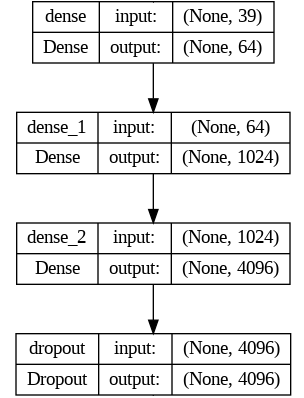 dense input: (None, 39)
Dense output: (None, 64)
dense_1 input: (None, 64)
Dense output: (None, 1024)
dense_2 input: (None, 1024)
Dense output: (None, 4096)
dropout input: (None, 4096)
Dropout output: (None, 4096)